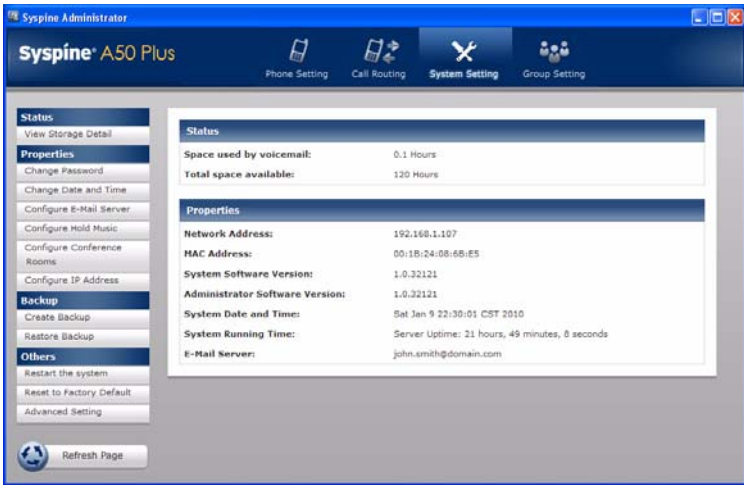 Syspine Administrator
Syspine® A50 Plus
Phone Setting
Call Routing
System Setting
Group Setting
Status
View Storage Detail
Properties
Change Password
Change Date and Time
Configure E-Mail Server
Configure Hold Music
Configure Conference
Rooms
Configure IP Address
Backup
Create Backup
Restore Backup
Others
Restart the system
Reset to Factory Default
Advanced Setting
Refresh Page
Status
Space used by voicemail: 0.1 Hours
Total space available: 120 Hours
Properties
Network Address: 192.168.1.107
MAC Address: 00:1B:24:08:6B:E5
System Software Version: 1.0.32121
Administrator Software Version: 1.0.32121
System Date and Time: Sat Jan 9 22:30:01 CST 2010
System Running Time: Server Uptime: 21 hours, 49 minutes, 8 seconds
E-Mail Server: john.smith@domain.com